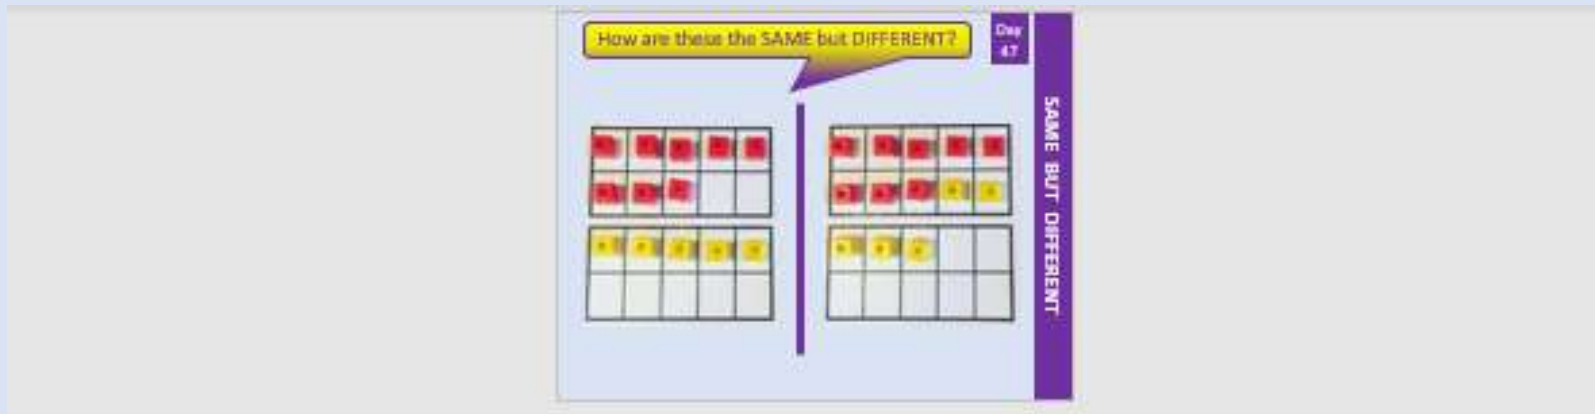 How are these the SAME but DIFFERENT?
Day
47
SAME BUT DIFFERENT